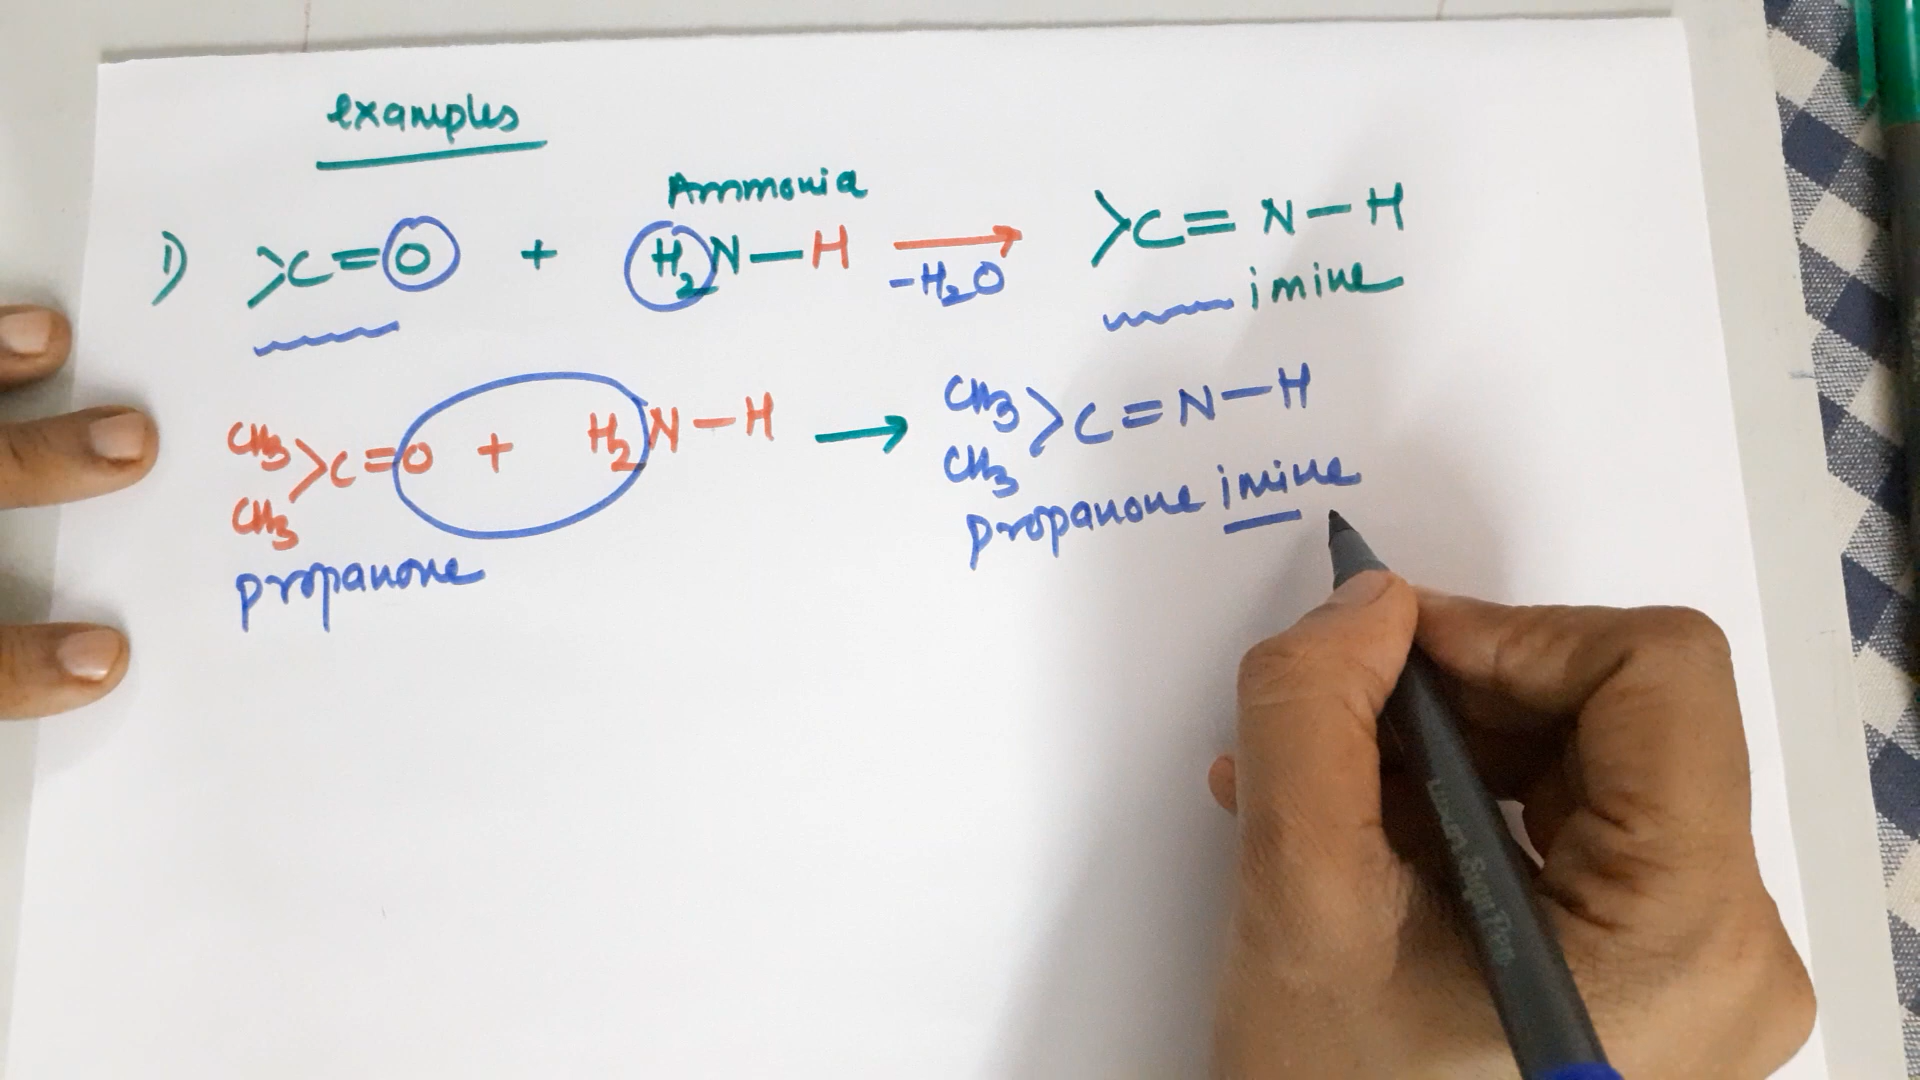 examples
Ammonia
1) >C=O + H2N-H → >C=N-H
-H2O
imine
CH3 CH3 >C=O + H2N-H → CH3 CH3 >C=N-H
propanone imine
propanone